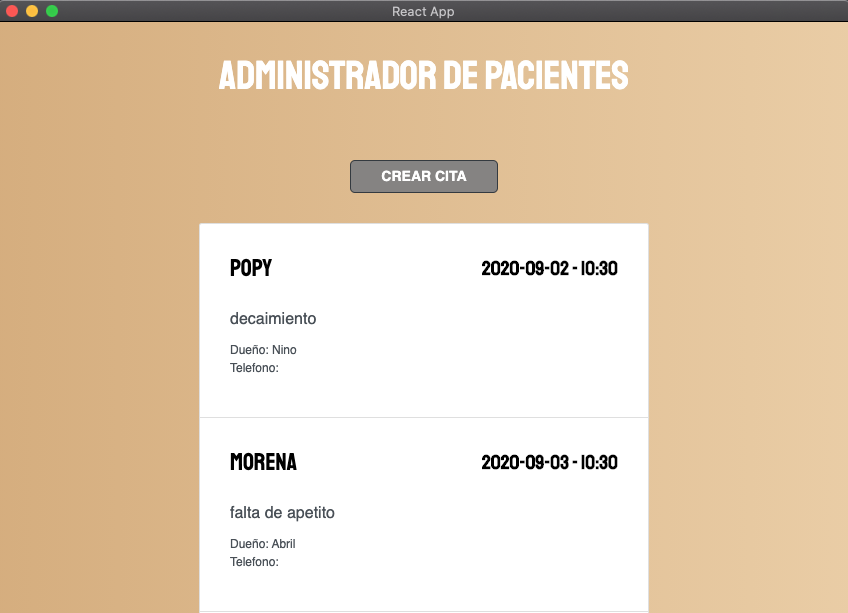 React App
ADMINISTRADOR DE PACIENTES
CREAR CITA
POPY 2020-09-02 - 10:30
decaimiento
Dueño: Nino
Telefono:
MORENA 2020-09-03 - 10:30
falta de apetito
Dueño: Abril
Telefono: